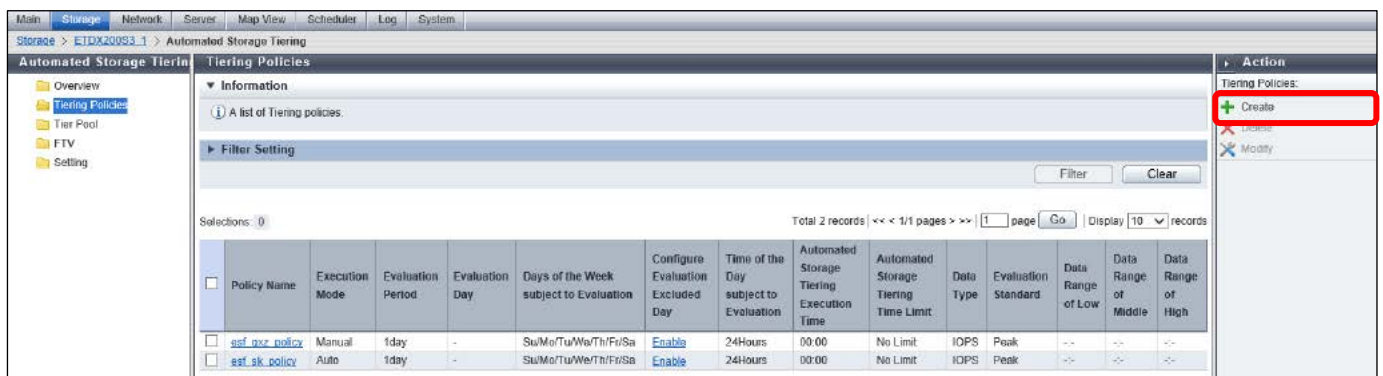 Main Storage Network Server Map View Scheduler Log System
Storage > ETDX200S3_1 > Automated Storage Tiering
Automated Storage Tierin
Overview
Tiering Policies
Tier Pool
FTV
Setting
Tiering Policies
Information
A list of Tiering policies.
Filter Setting
Filter Clear
Selections: 0 Total 2 records | << < 1/1 pages > >> | 1 page Go | Display 10 records
Policy Name Execution Mode Evaluation Period Evaluation Day Days of the Week subject to Evaluation Configure Evaluation Excluded Day Time of the Day subject to Evaluation Automated Storage Tiering Execution Time Automated Storage Tiering Time Limit Data Type Evaluation Standard Data Range of Low Data Range of Middle Data Range of High
esf_gxz_policy Manual 1day - Su/Mo/Tu/We/Th/Fr/Sa Enable 24Hours 00:00 No Limit IOPS Peak -:- -:- -:-
esf_sk_policy Auto 1day - Su/Mo/Tu/We/Th/Fr/Sa Enable 24Hours 00:00 No Limit IOPS Peak -:- -:- -:-
Action
Tiering Policies:
Create
Delete
Modify